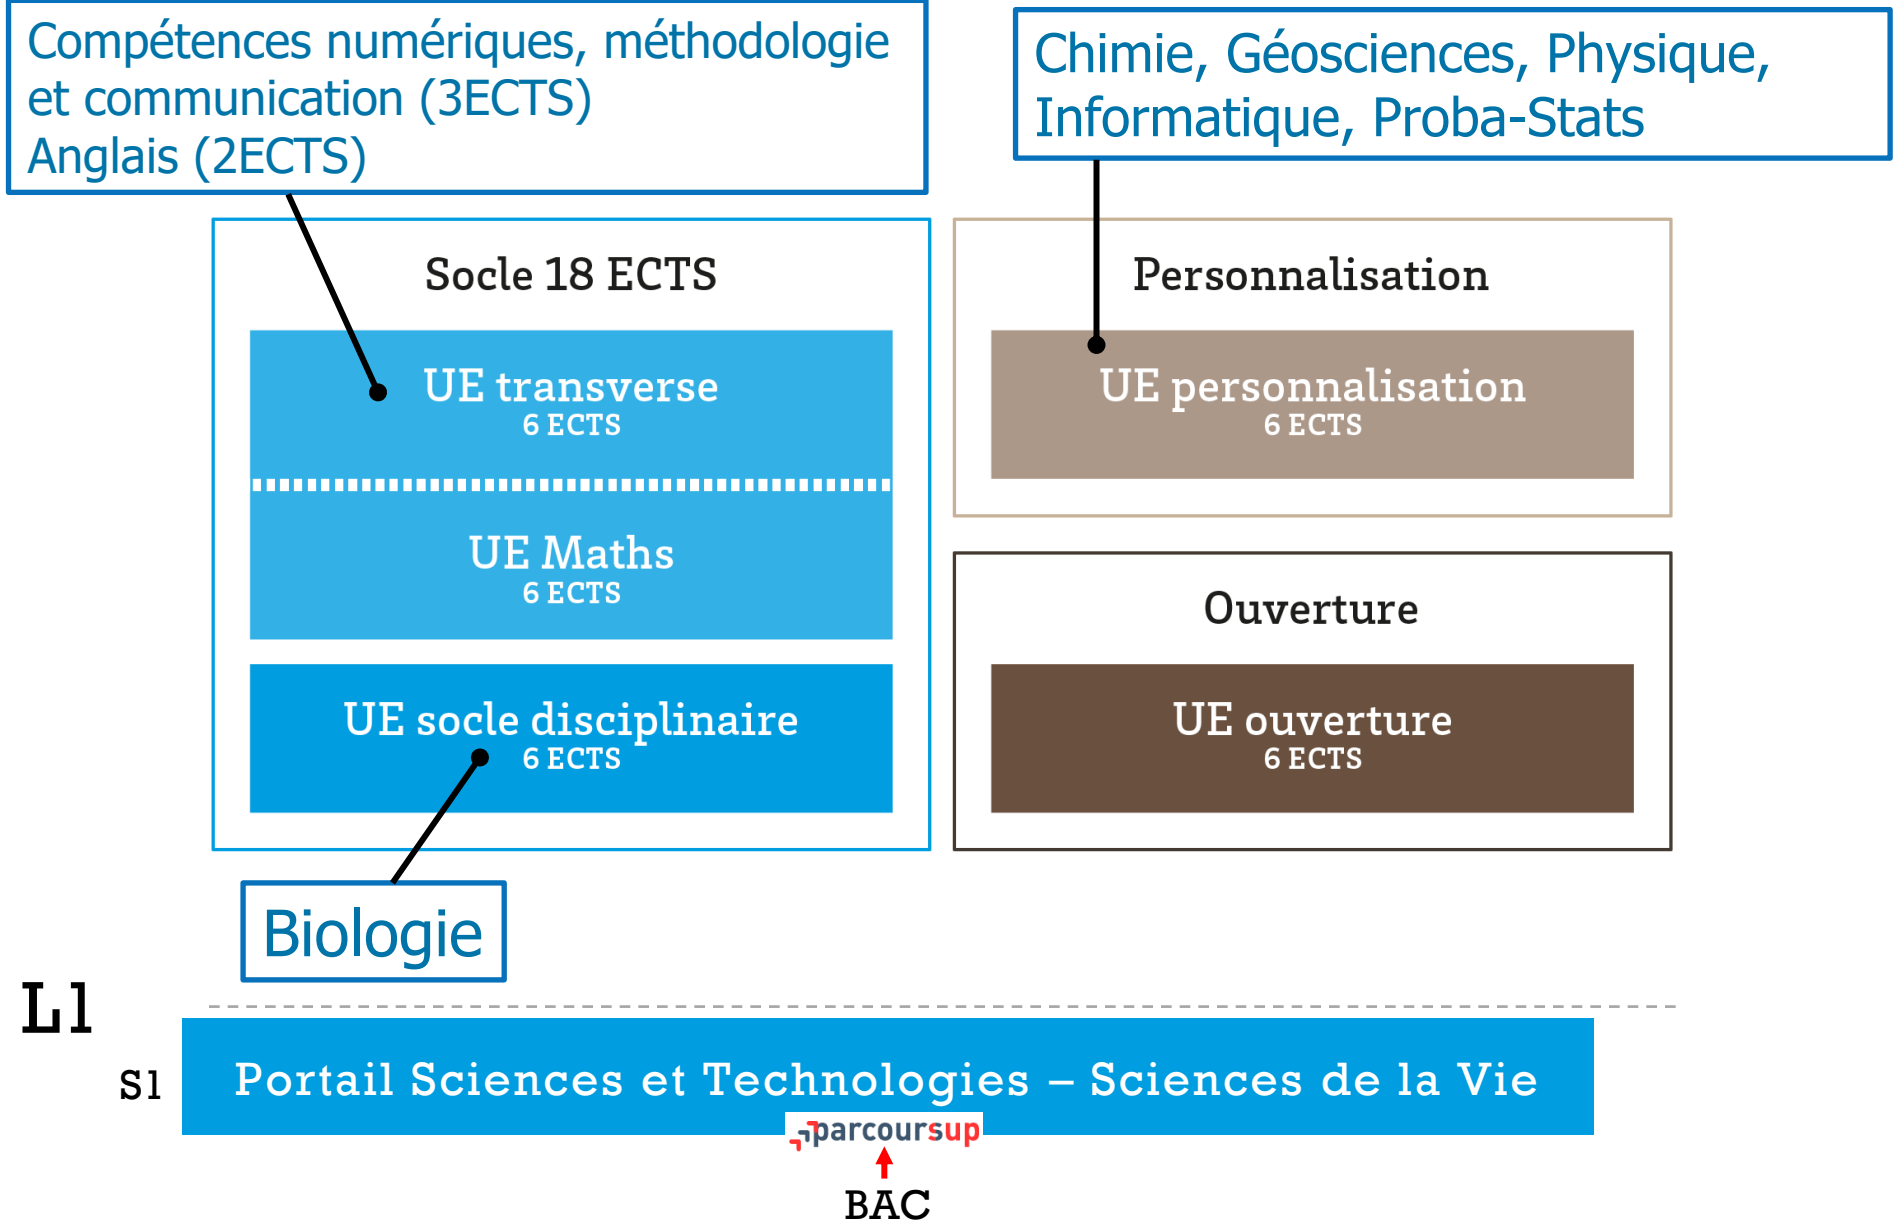 Compétences numériques, méthodologie
et communication (3ECTS)
Anglais (2ECTS)
Chimie, Géosciences, Physique,
Informatique, Proba-Stats
Socle 18 ECTS
UE transverse
6 ECTS
UE Maths
6 ECTS
UE socle disciplinaire
6 ECTS
Personnalisation
UE personnalisation
6 ECTS
Ouverture
UE ouverture
6 ECTS
Biologie
L1
S1
Portail Sciences et Technologies – Sciences de la Vie
parcoursup
BAC